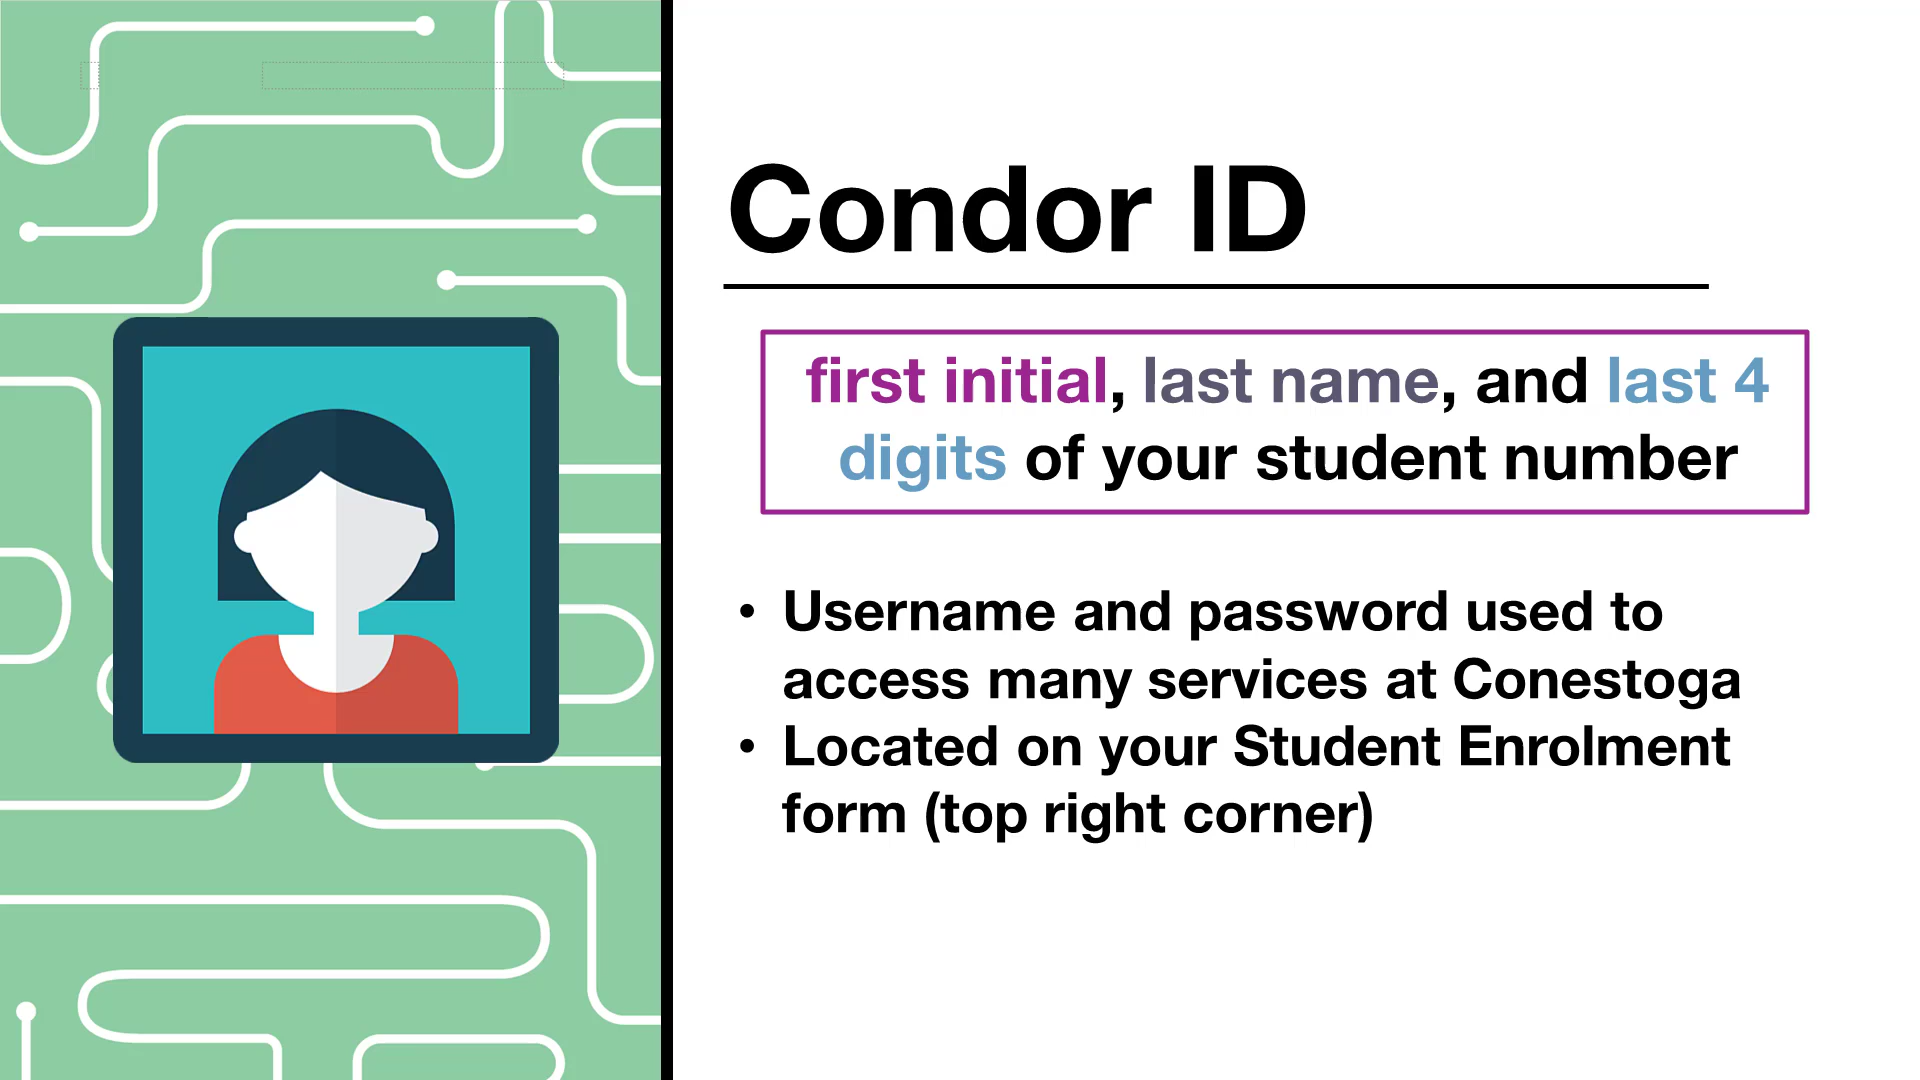 Condor ID
first initial, last name, and last 4
digits of your student number
• Username and password used to
access many services at Conestoga
• Located on your Student Enrolment
form (top right corner)